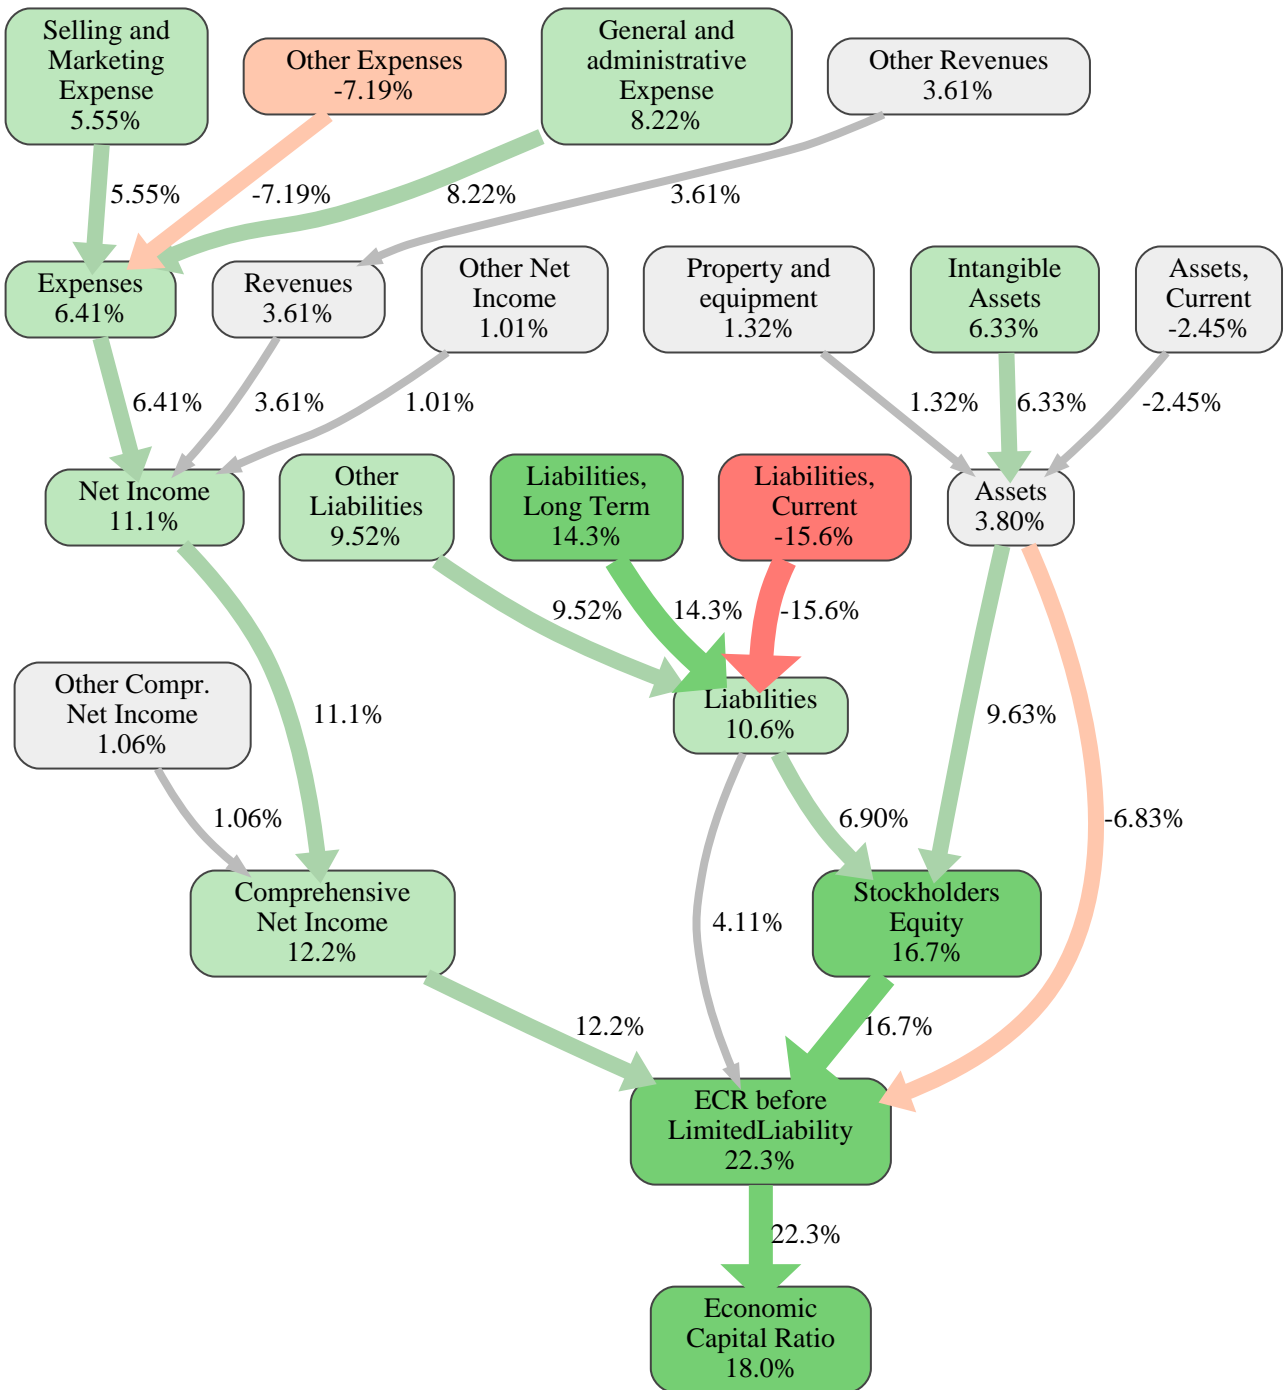 Selling and
Marketing
Expense
5.55%
Other Expenses
-7.19%
General and
administrative
Expense
8.22%
Other Revenues
3.61%
5.55%
-7.19%
8.22%
3.61%
Expenses
6.41%
Revenues
3.61%
Other Net
Income
1.01%
Property and
equipment
1.32%
Intangible
Assets
6.33%
Assets,
Current
-2.45%
6.41%
3.61%
1.01%
1.32%
6.33%
-2.45%
Net Income
11.1%
Other
Liabilities
9.52%
Liabilities,
Long Term
14.3%
Liabilities,
Current
-15.6%
Assets
3.80%
9.52%
14.3%
-15.6%
Other Compr.
Net Income
1.06%
11.1%
Liabilities
10.6%
9.63%
1.06%
6.90%
-6.83%
Comprehensive
Net Income
12.2%
4.11%
Stockholders
Equity
16.7%
12.2%
16.7%
ECR before
LimitedLiability
22.3%
22.3%
Economic
Capital Ratio
18.0%